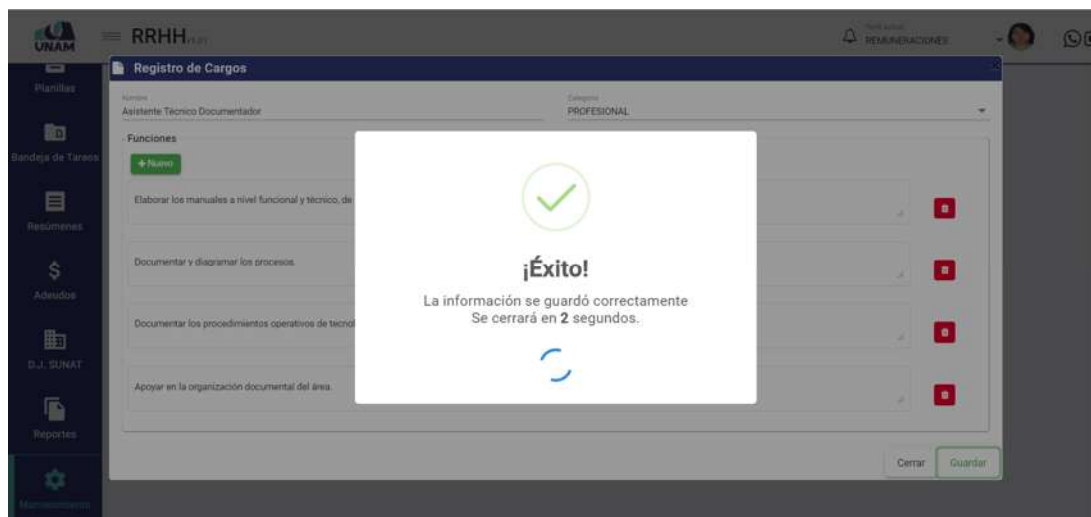 UNAM
RRHH
REMUNERACIONES
Planillas
Bandeja de Tareas
Resúmenes
Adeudos
D.J. SUNAT
Reportes
Mantenimiento
Registro de Cargos
Nombre
Asistente Técnico Documentador
Categoría
PROFESIONAL
Funciones
+ Nuevo
Elaborar los manuales a nivel funcional y técnico, de
Documentar y diagramar los procesos.
Documentar los procedimientos operativos de tecnol
Apoyar en la organización documental del área.
¡Éxito!
La información se guardó correctamente
Se cerrará en 2 segundos.
Cerrar
Guardar